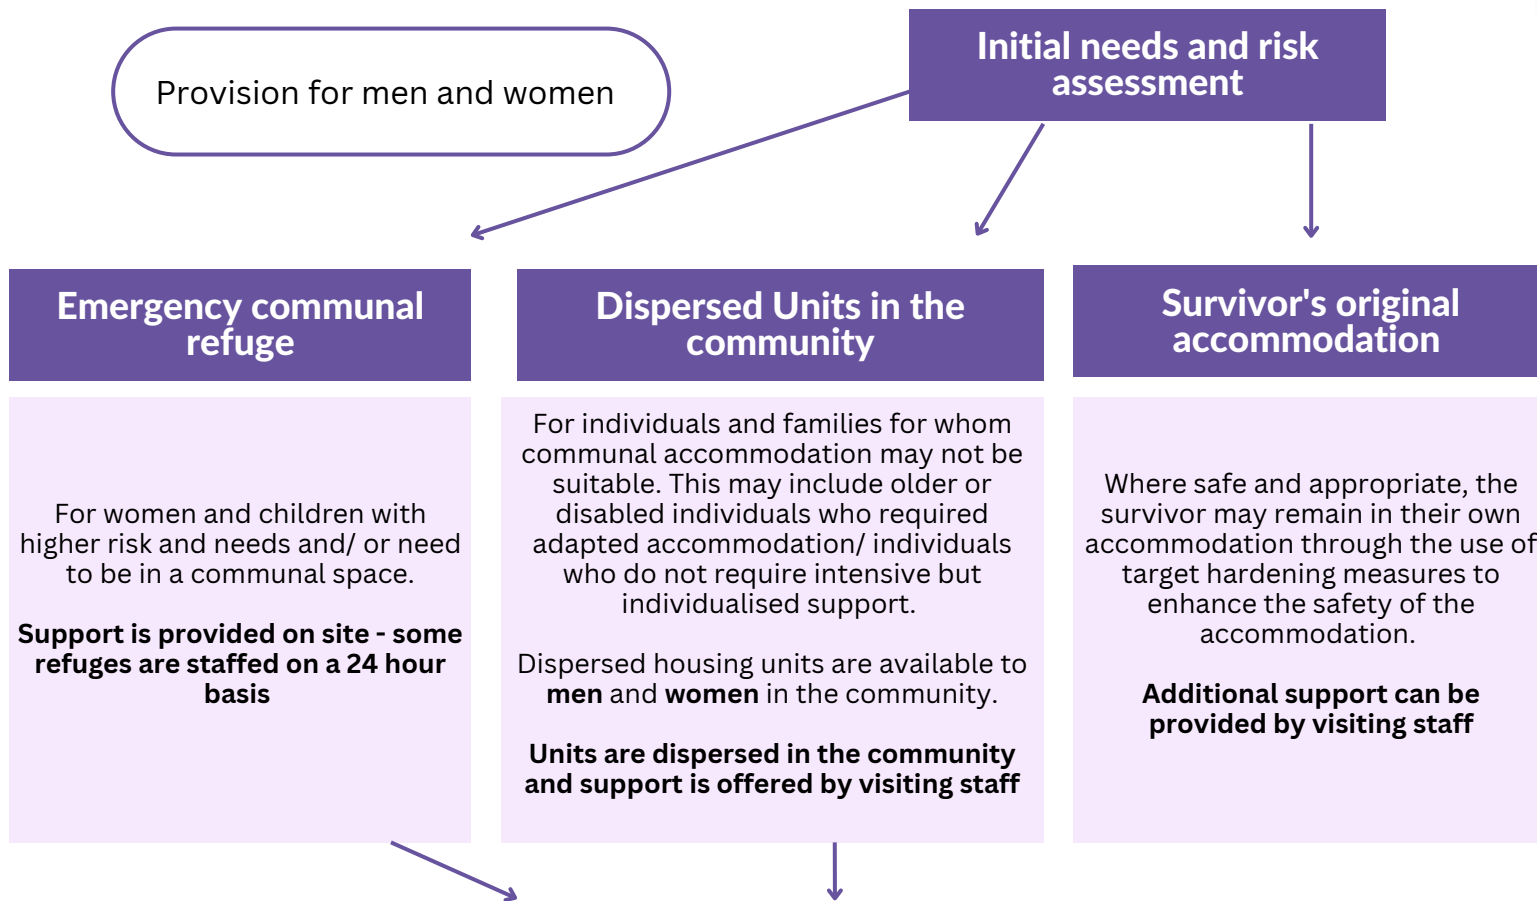 Provision for men and women
Initial needs and risk
assessment
Emergency communal
refuge
For women and children with
higher risk and needs and/ or need
to be in a communal space.
Support is provided on site - some
refuges are staffed on a 24 hour
basis
Dispersed Units in the
community
For individuals and families for whom
communal accommodation may not be
suitable. This may include older or
disabled individuals who required
adapted accommodation/ individuals
who do not require intensive but
individualised support.
Dispersed housing units are available to
men and women in the community.
Units are dispersed in the community
and support is offered by visiting staff
Survivor's original
accommodation
Where safe and appropriate, the
survivor may remain in their own
accommodation through the use of
target hardening measures to
enhance the safety of the
accommodation.
Additional support can be
provided by visiting staff